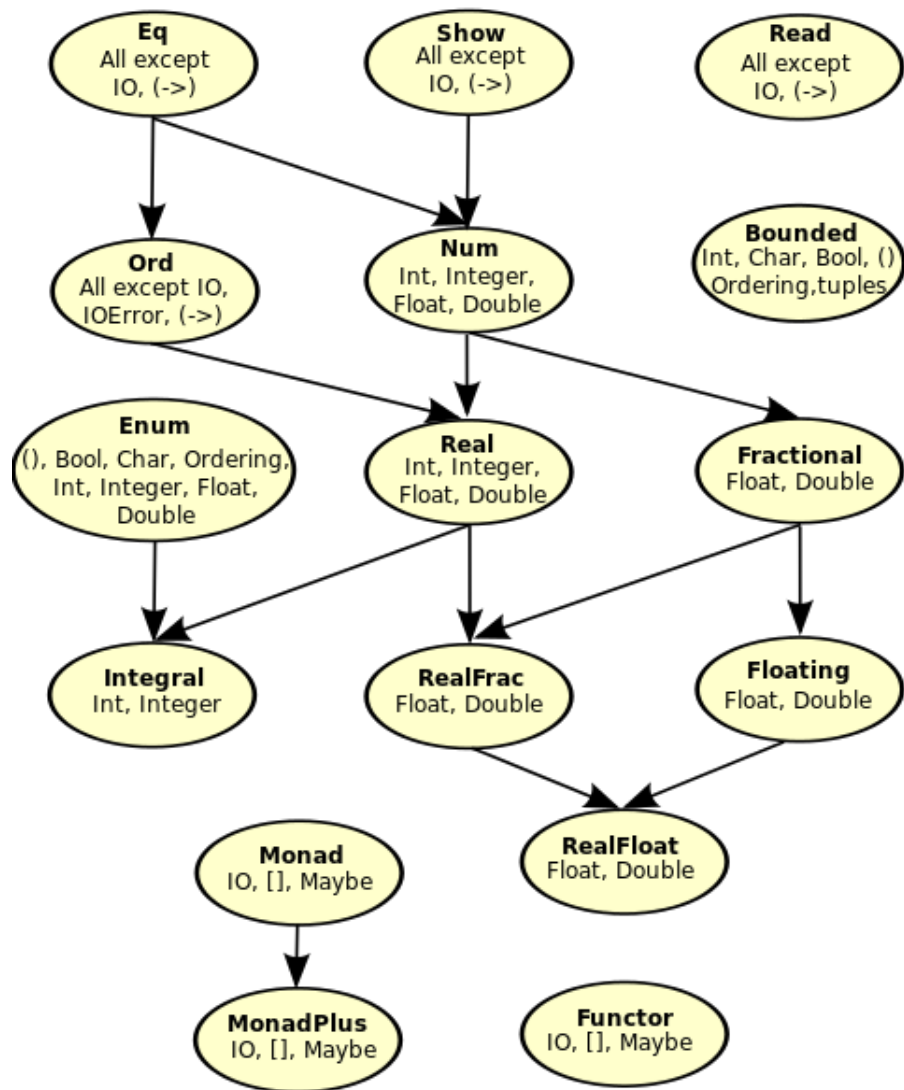 Eq
All except
IO, (->)
Show
All except
IO, (->)
Read
All except
IO, (->)
Ord
All except IO,
IOError, (->)
Num
Int, Integer,
Float, Double
Bounded
Int, Char, Bool, ()
Ordering,tuples
Enum
(), Bool, Char, Ordering,
Int, Integer, Float,
Double
Real
Int, Integer,
Float, Double
Fractional
Float, Double
Integral
Int, Integer
RealFrac
Float, Double
Floating
Float, Double
Monad
IO, [], Maybe
RealFloat
Float, Double
MonadPlus
IO, [], Maybe
Functor
IO, [], Maybe